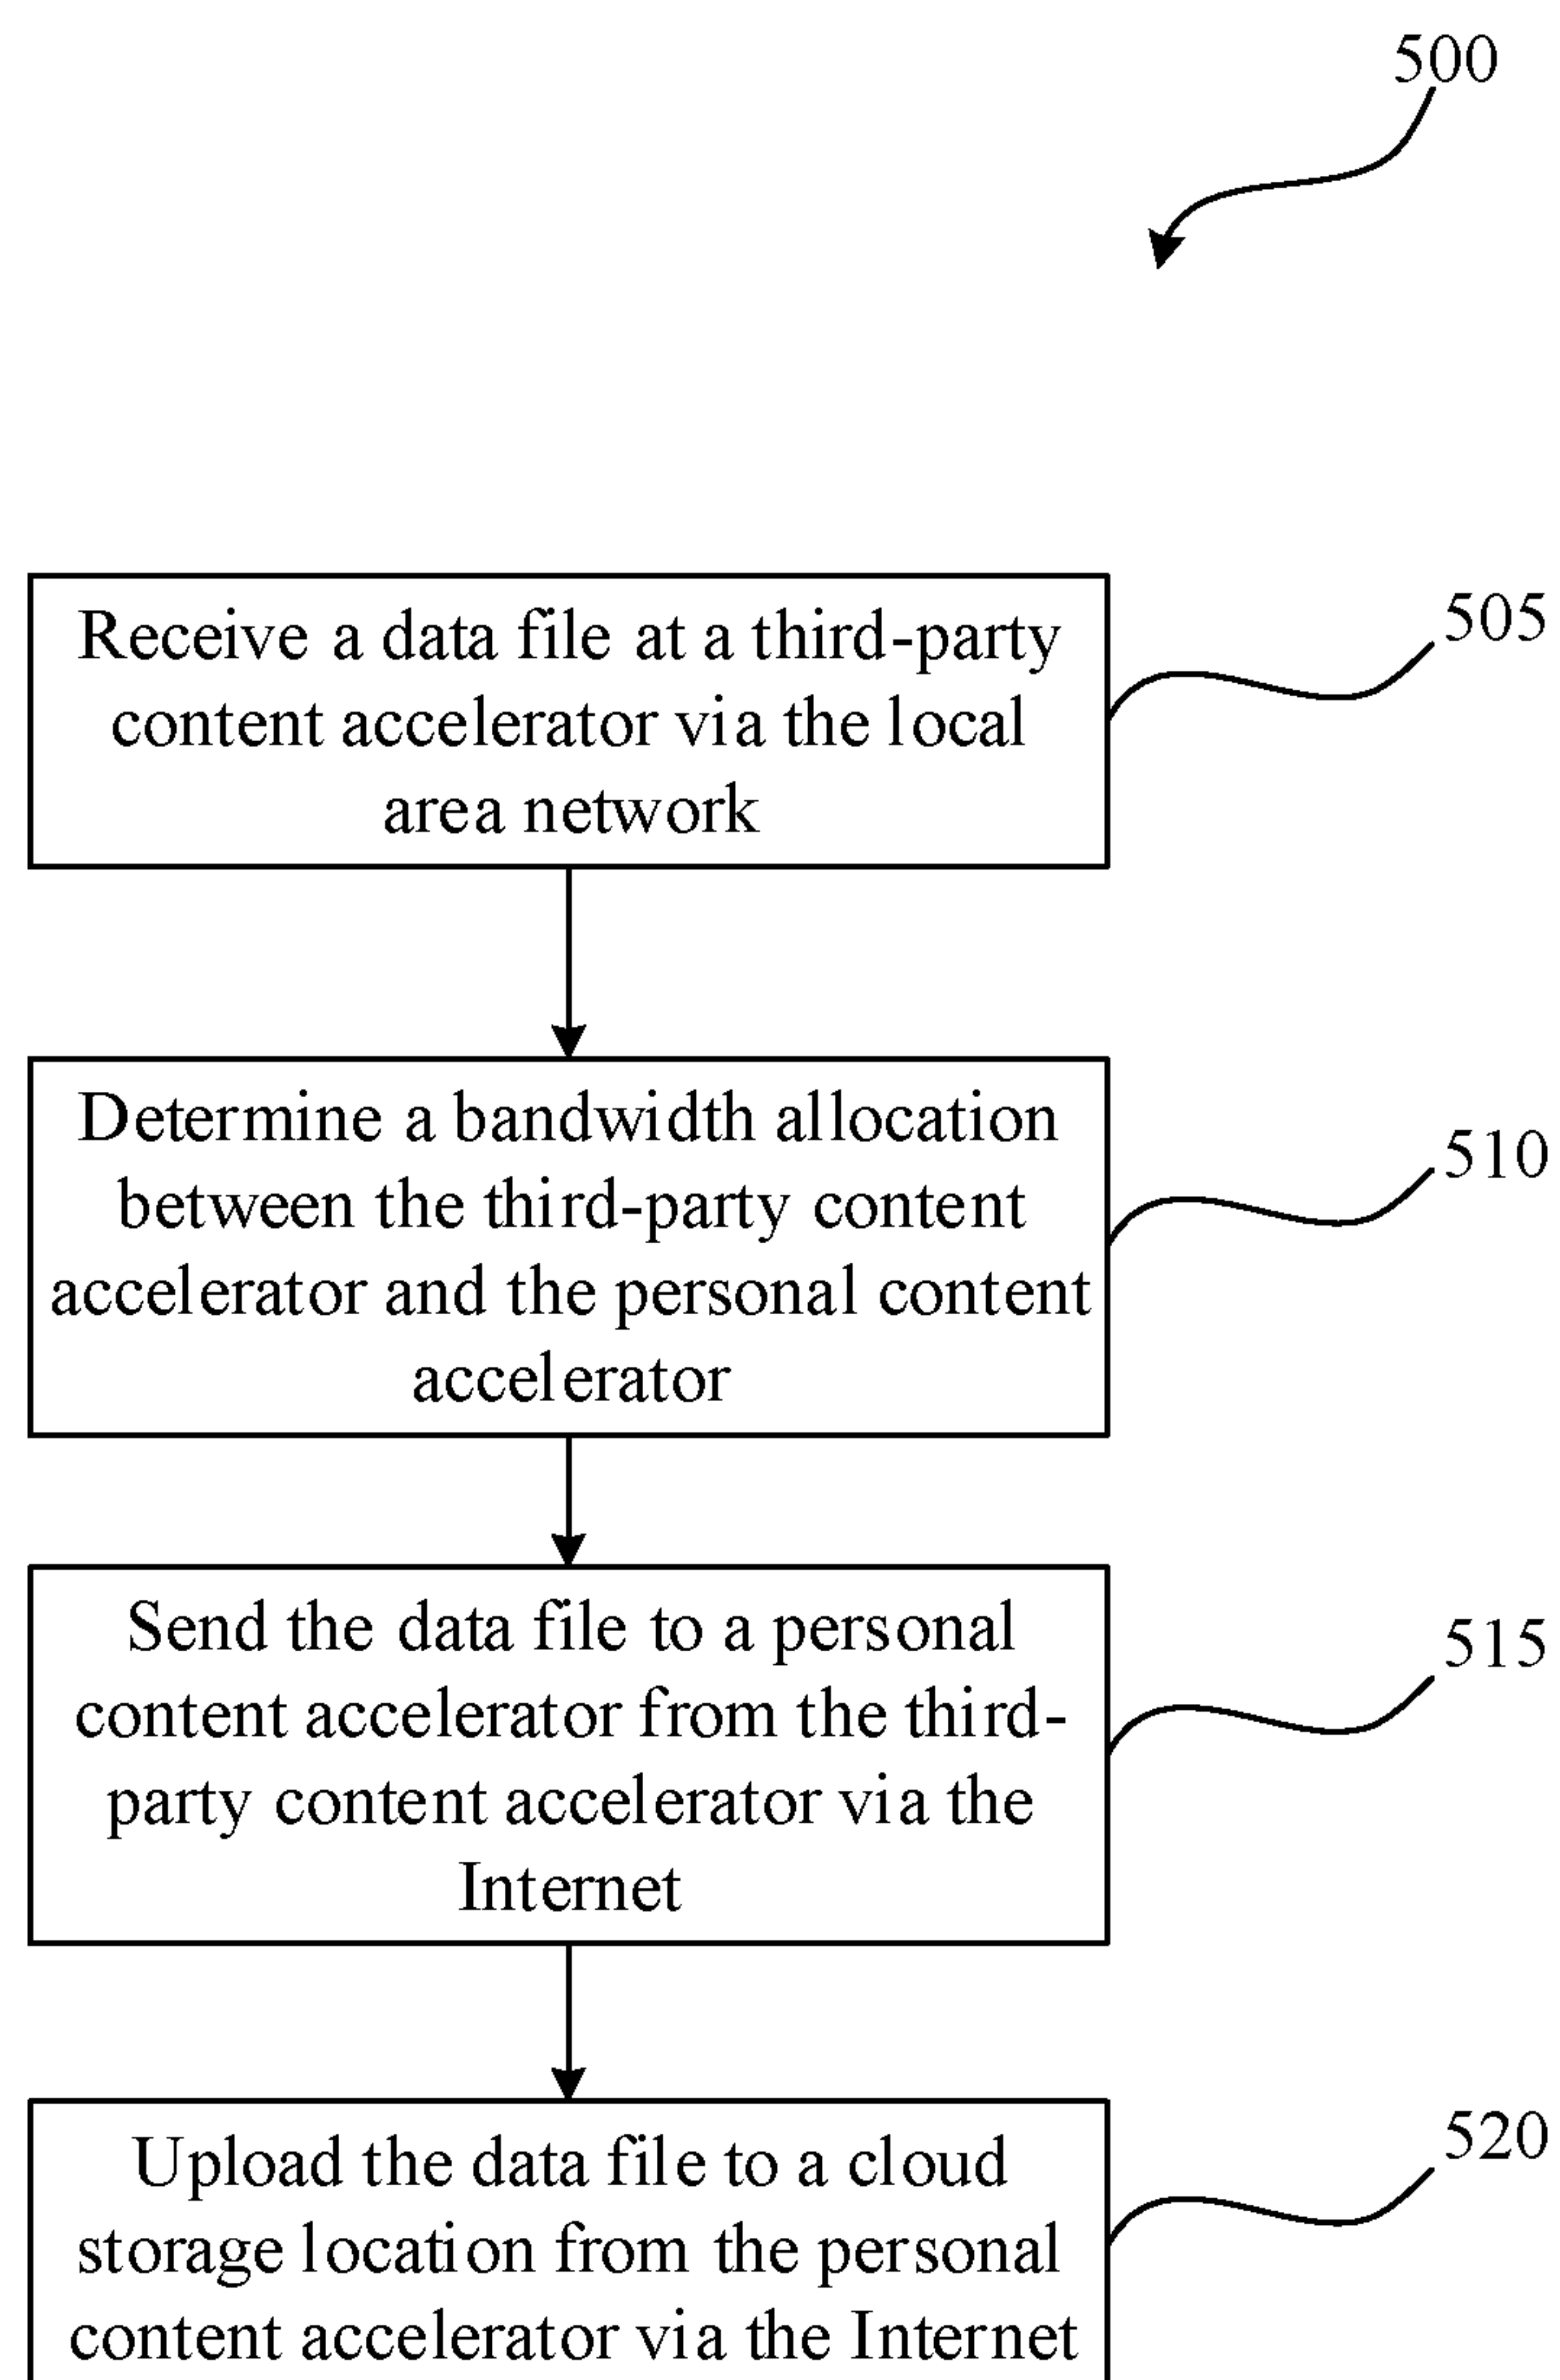 500
Receive a data file at a third-party
content accelerator via the local
area network
505
Determine a bandwidth allocation
between the third-party content
accelerator and the personal content
accelerator
510
Send the data file to a personal
content accelerator from the third-
party content accelerator via the
Internet
515
Upload the data file to a cloud
storage location from the personal
content accelerator via the Internet
520